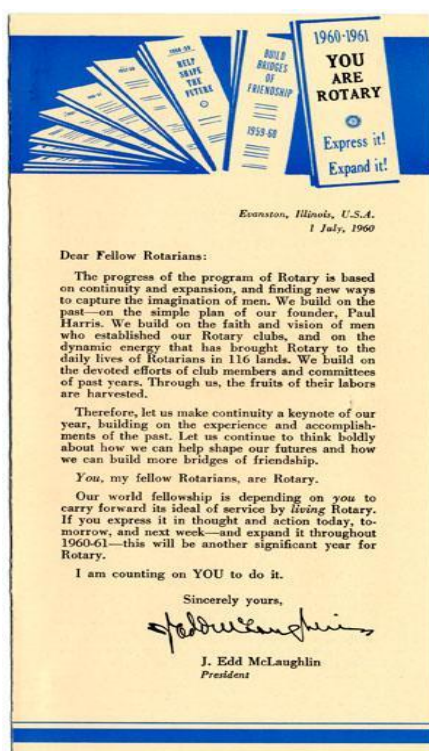 1958-59
HELP
SHAPE
THE
FUTURE
BUILD
BRIDGES
OF
FRIENDSHIP
1959-60
1960-1961
YOU
ARE
ROTARY
Express it!
Expand it!
Evanston, Illinois, U.S.A.
1 July, 1960
Dear Fellow Rotarians:
The progress of the program of Rotary is based
on continuity and expansion, and finding new ways
to capture the imagination of men. We build on the
past—on the simple plan of our founder, Paul
Harris. We build on the faith and vision of men
who established our Rotary clubs, and on the
dynamic energy that has brought Rotary to the
daily lives of Rotarians in 116 lands. We build on
the devoted efforts of club members and committees
of past years. Through us, the fruits of their labors
are harvested.
Therefore, let us make continuity a keynote of our
year, building on the experience and accomplish-
ments of the past. Let us continue to think boldly
about how we can help shape our futures and how
we can build more bridges of friendship.
You, my fellow Rotarians, are Rotary.
Our world fellowship is depending on you to
carry forward its ideal of service by living Rotary.
If you express it in thought and action today, to-
morrow, and next week—and expand it throughout
1960-61—this will be another significant year for
Rotary.
I am counting on YOU to do it.
Sincerely yours,
J Edd McLaughlin
J. Edd McLaughlin
President